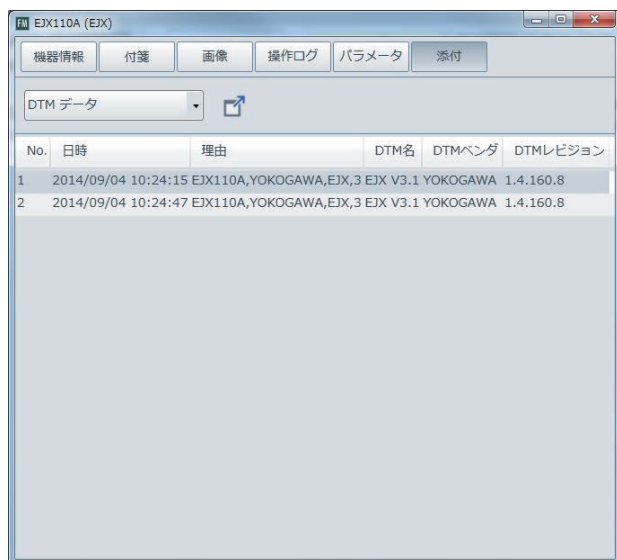 FM EJX110A (EJX)
機器情報 付箋 画像 操作ログ パラメータ 添付
DTM データ
No. 日時 理由 DTM名 DTMベンダ DTMレビジョン
1 2014/09/04 10:24:15 EJX110A,YOKOGAWA,EJX,3 EJX V3.1 YOKOGAWA 1.4.160.8
2 2014/09/04 10:24:47 EJX110A,YOKOGAWA,EJX,3 EJX V3.1 YOKOGAWA 1.4.160.8